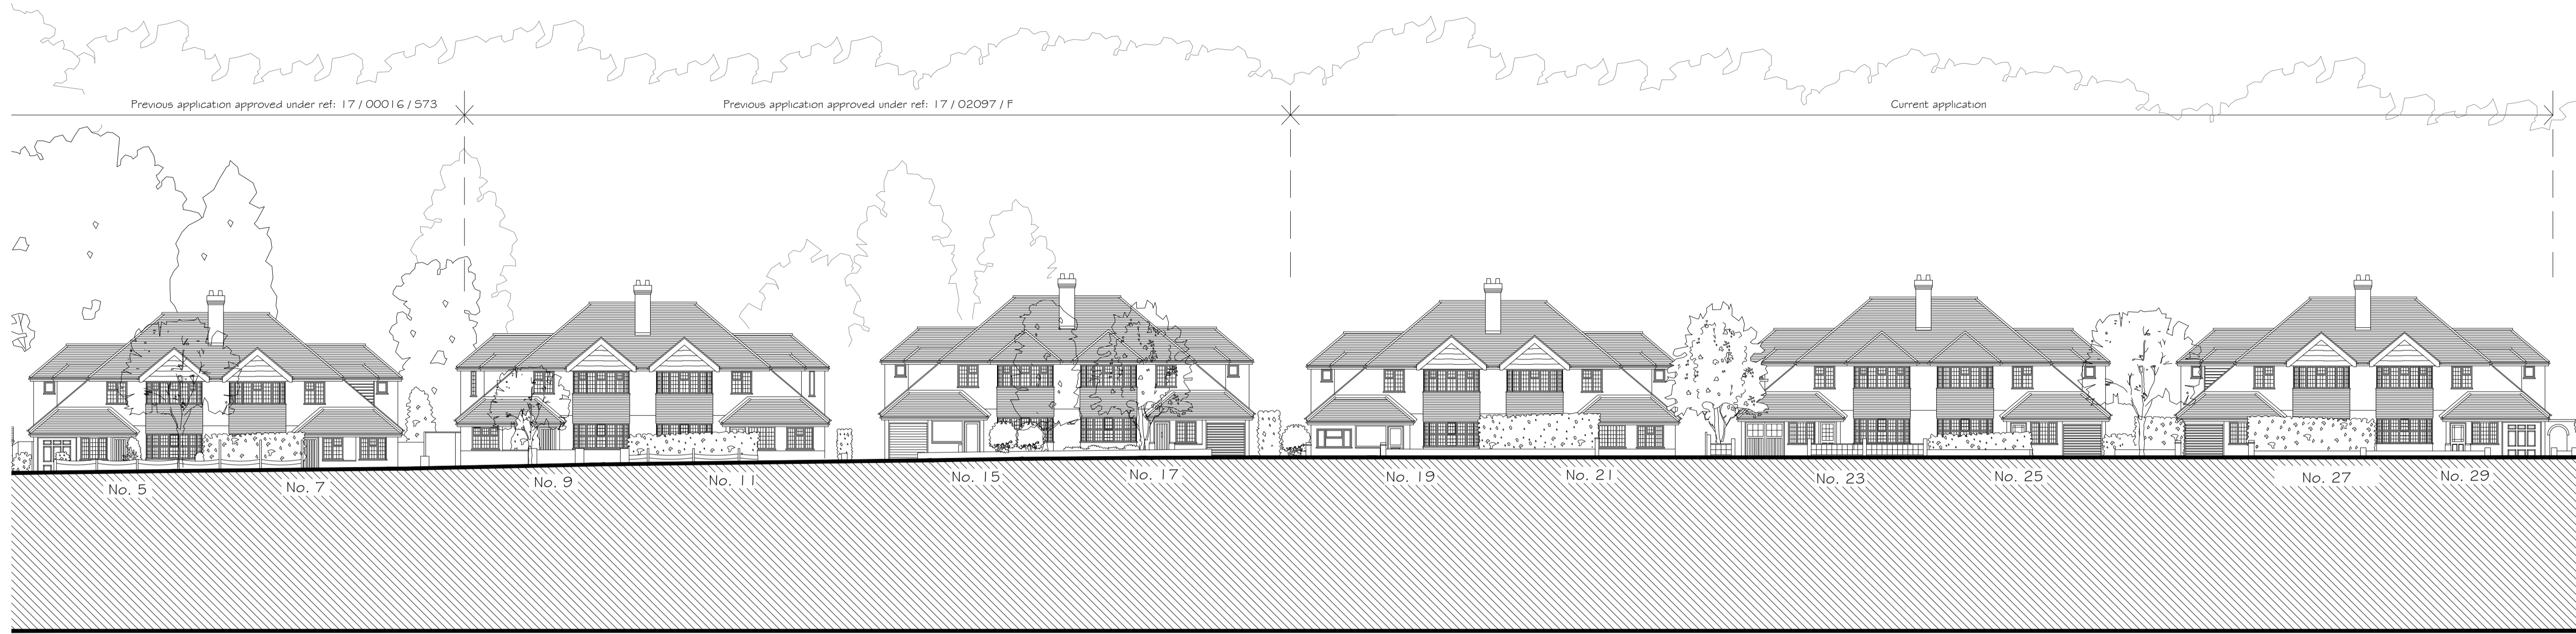 Previous application approved under ref: 17 / 00016 / S73
Previous application approved under ref: 17 / 02097 / F
Current application
No. 5
No. 7
No. 9
No. 11
No. 15
No. 17
No. 19
No. 21
No. 23
No. 25
No. 27
No. 29